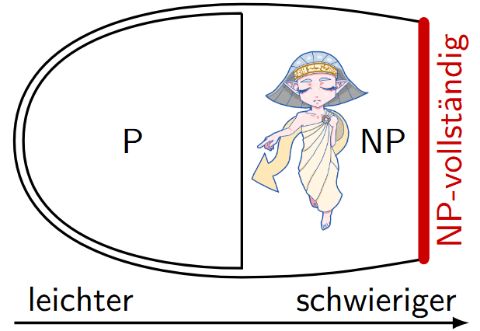 P
NP
NP-vollständig
leichter
schwieriger